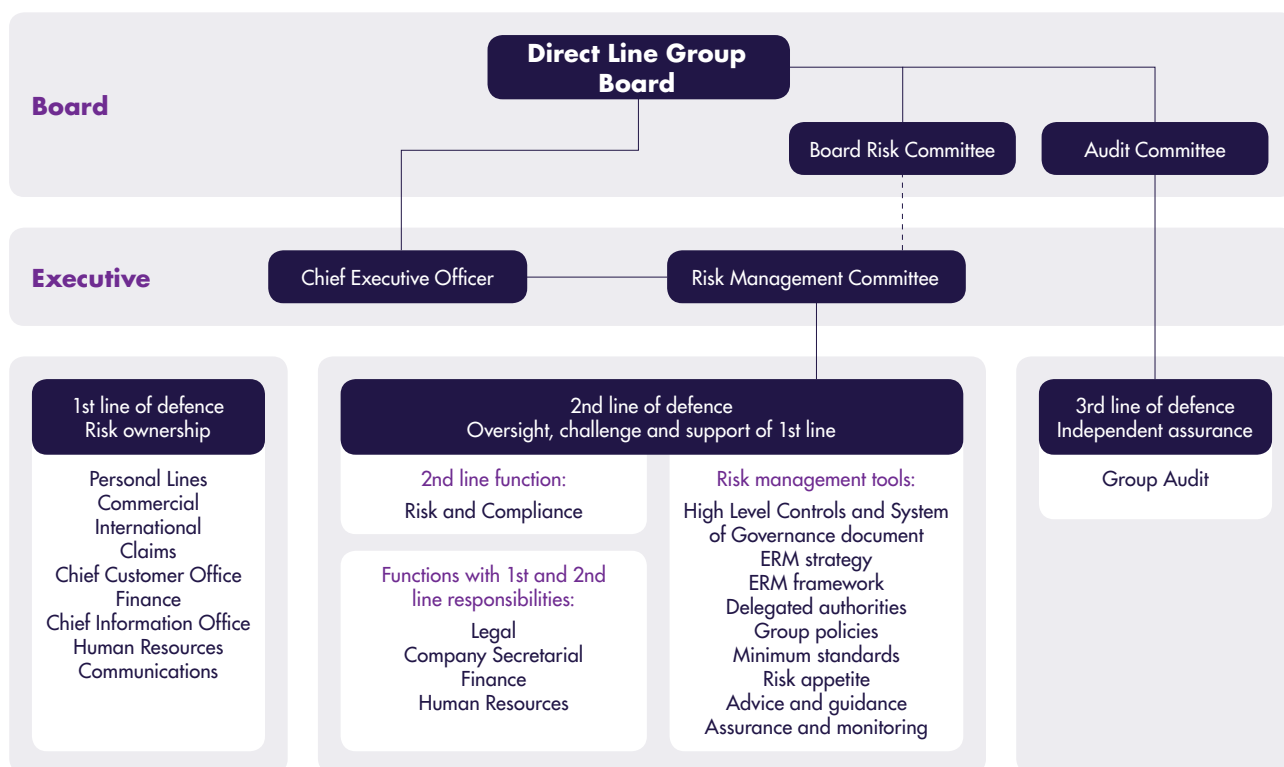 Direct Line Group
Board
Board
Board Risk Committee
Audit Committee
Executive
Chief Executive Officer
Risk Management Committee
1st line of defence
Risk ownership
Personal Lines
Commercial
International
Claims
Chief Customer Office
Finance
Chief Information Office
Human Resources
Communications
2nd line of defence
Oversight, challenge and support of 1st line
2nd line function:
Risk and Compliance
Functions with 1st and 2nd
line responsibilities:
Legal
Company Secretarial
Finance
Human Resources
Risk management tools:
High Level Controls and System
of Governance document
ERM strategy
ERM framework
Delegated authorities
Group policies
Minimum standards
Risk appetite
Advice and guidance
Assurance and monitoring
3rd line of defence
Independent assurance
Group Audit